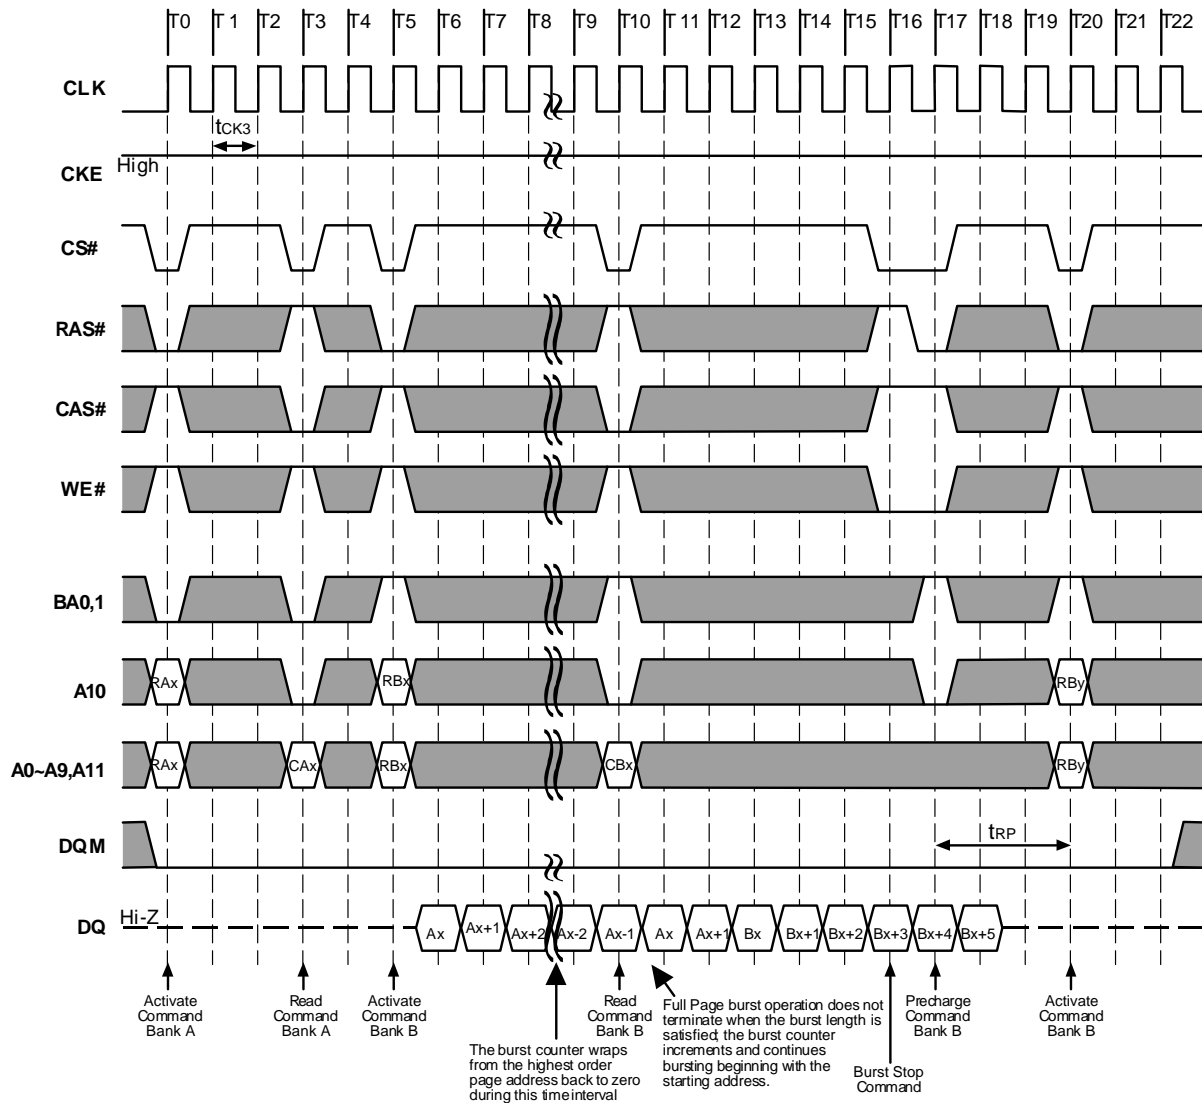 T0 T 1 T2 T3 T4 T5 T6 T7 T8 T9 T10 T 11 T12 T13 T14 T15 T16 T17 T18 T19 T20 T21 T22
CLK
tCK3
CKE High
CS#
RAS#
CAS#
WE#
BA0,1
A10 RAx RBx RBy
A0~A9,A11 RAx CAx RBx CBx RBy
DQM tRP
DQ Hi-Z Ax Ax+1 Ax+2 Ax-2 Ax-1 Ax Ax+1 Bx Bx+1 Bx+2 Bx+3 Bx+4 Bx+5
Activate
Command
Bank A
Read
Command
Bank A
Activate
Command
Bank B
The burst counter wraps
from the highest order
page address back to zero
during this time interval
Read
Command
Bank B
Full Page burst operation does not
terminate when the burst length is
satisfied; the burst counter
increments and continues
bursting beginning with the
starting address.
Burst Stop
Command
Precharge
Command
Bank B
Activate
Command
Bank B